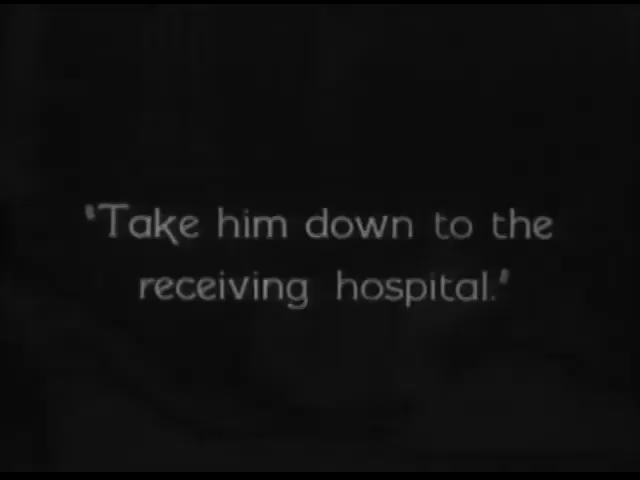 "Take him down to the
receiving hospital."